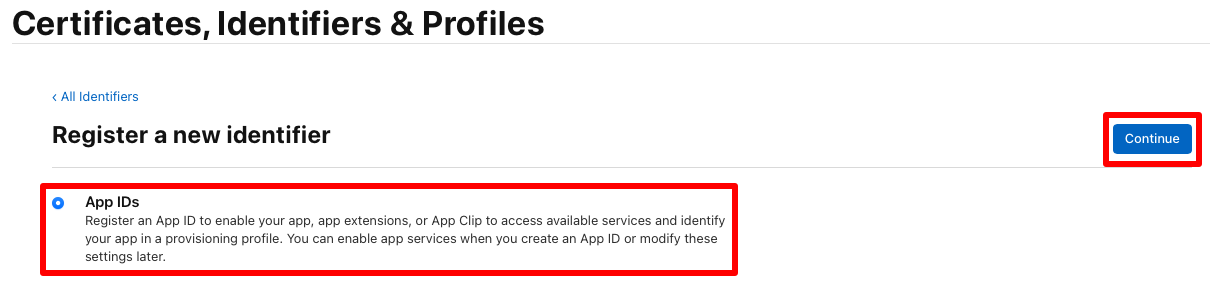 Certificates, Identifiers & Profiles
‹ All Identifiers
Register a new identifier
Continue
App IDs
Register an App ID to enable your app, app extensions, or App Clip to access available services and identify
your app in a provisioning profile. You can enable app services when you create an App ID or modify these
settings later.